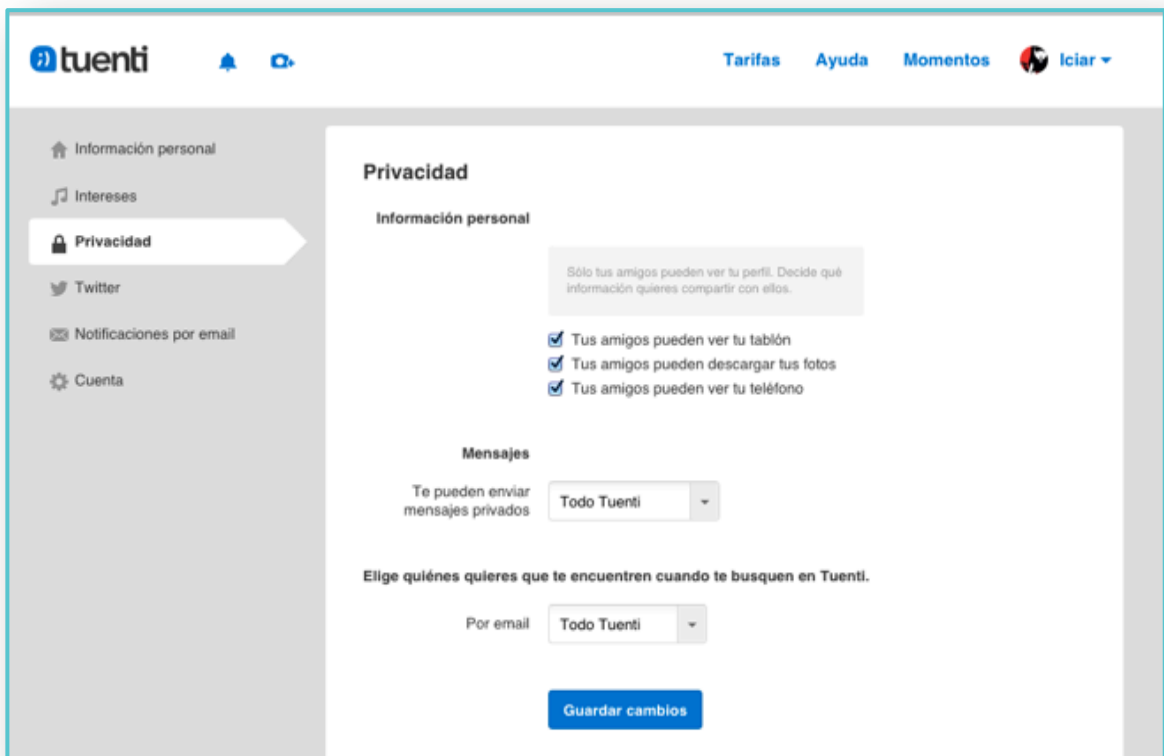 tuenti
Tarifas Ayuda Momentos Iciar
Información personal
Intereses
Privacidad
Twitter
Notificaciones por email
Cuenta
Privacidad
Información personal
Sólo tus amigos pueden ver tu perfil. Decide qué
información quieres compartir con ellos.
Tus amigos pueden ver tu tablón
Tus amigos pueden descargar tus fotos
Tus amigos pueden ver tu teléfono
Mensajes
Te pueden enviar
mensajes privados
Todo Tuenti
Elige quiénes quieres que te encuentren cuando te busquen en Tuenti.
Por email
Todo Tuenti
Guardar cambios